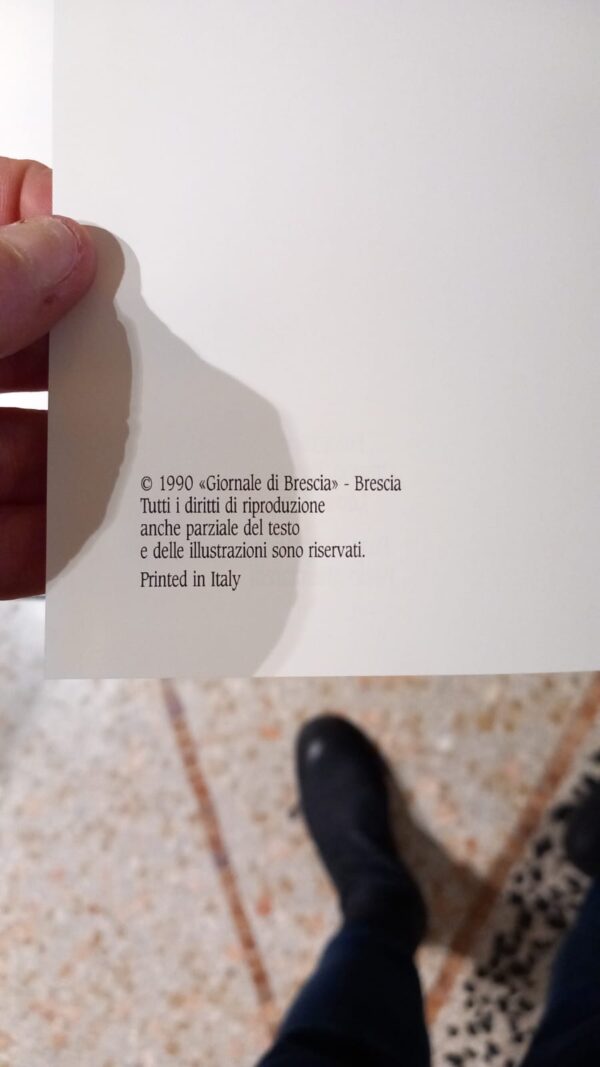 © 1990 «Giornale di Brescia» - Brescia
Tutti i diritti di riproduzione
anche parziale del testo
e delle illustrazioni sono riservati.
Printed in Italy